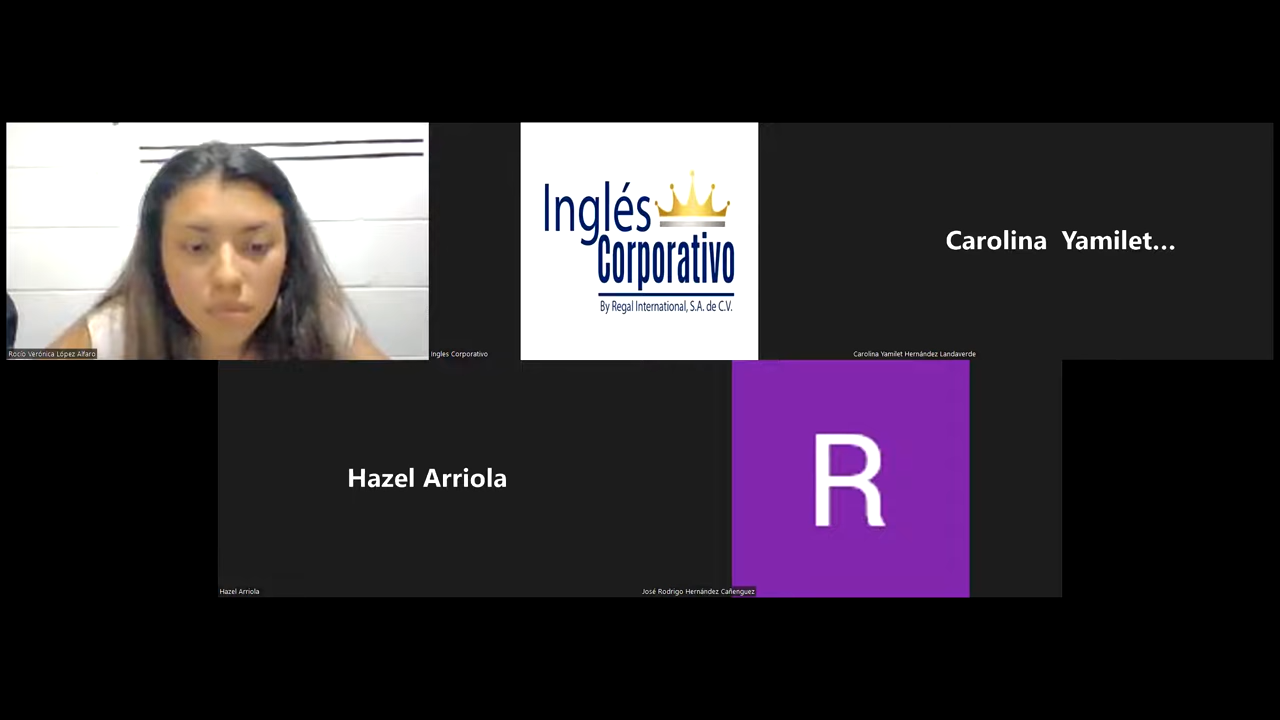 Inglés
Corporativo
By Regal International, S.A. de C.V.
Carolina Yamilet...
Rocío Verónica López Alfaro
Ingles Corporativo
Carolina Yamilet Hernández Landaverde
Hazel Arriola
R
Hazel Arriola
José Rodrigo Hernández Cañenguez